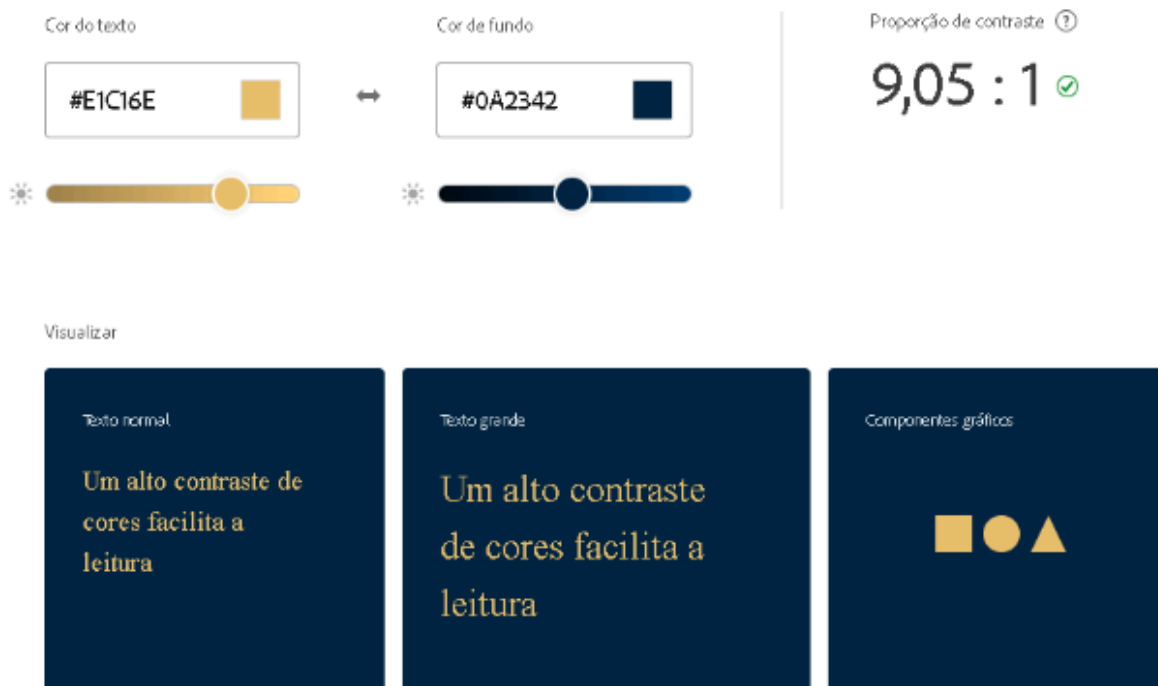 Cor do texto
Cor de fundo
Proporção de contraste ?
#E1C16E
#0A2342
9,05 : 1
Visualizar
Texto normal
Um alto contraste de
cores facilita a
leitura
Texto grande
Um alto contraste
de cores facilita a
leitura
Componentes gráficos